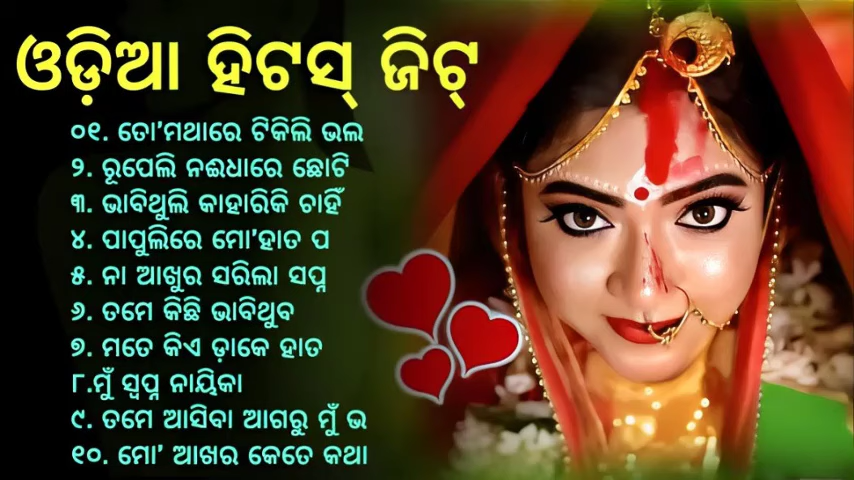 ଓଡ଼ିଆ ହିଟସ୍ ଜିଟ୍
୦୧. ତୋ'ମଥାରେ ଟିକିଲି ଭଲ
୨. ରୂପେଲି ନଈଧାରେ ଛୋଟି
୩. ଭାବିଥୁଲି କାହାରିକି ଚାହିଁ
୪. ପାପୁଲିରେ ମୋ'ହାତ ପ
୫. ନା ଆଖୁର ସରିଲା ସପ୍ନ
୬. ତମେ କିଛି ଭାବିଥୁବ
୭. ମତେ କିଏ ଡ଼ାକେ ହାତ
୮.ମୁଁ ସ୍ୱପ୍ନ ନାୟିକା
୯. ତମେ ଆସିବା ଆଗରୁ ମୁଁ ଭ
୧୦. ମୋ' ଆଖର କେତେ କଥା